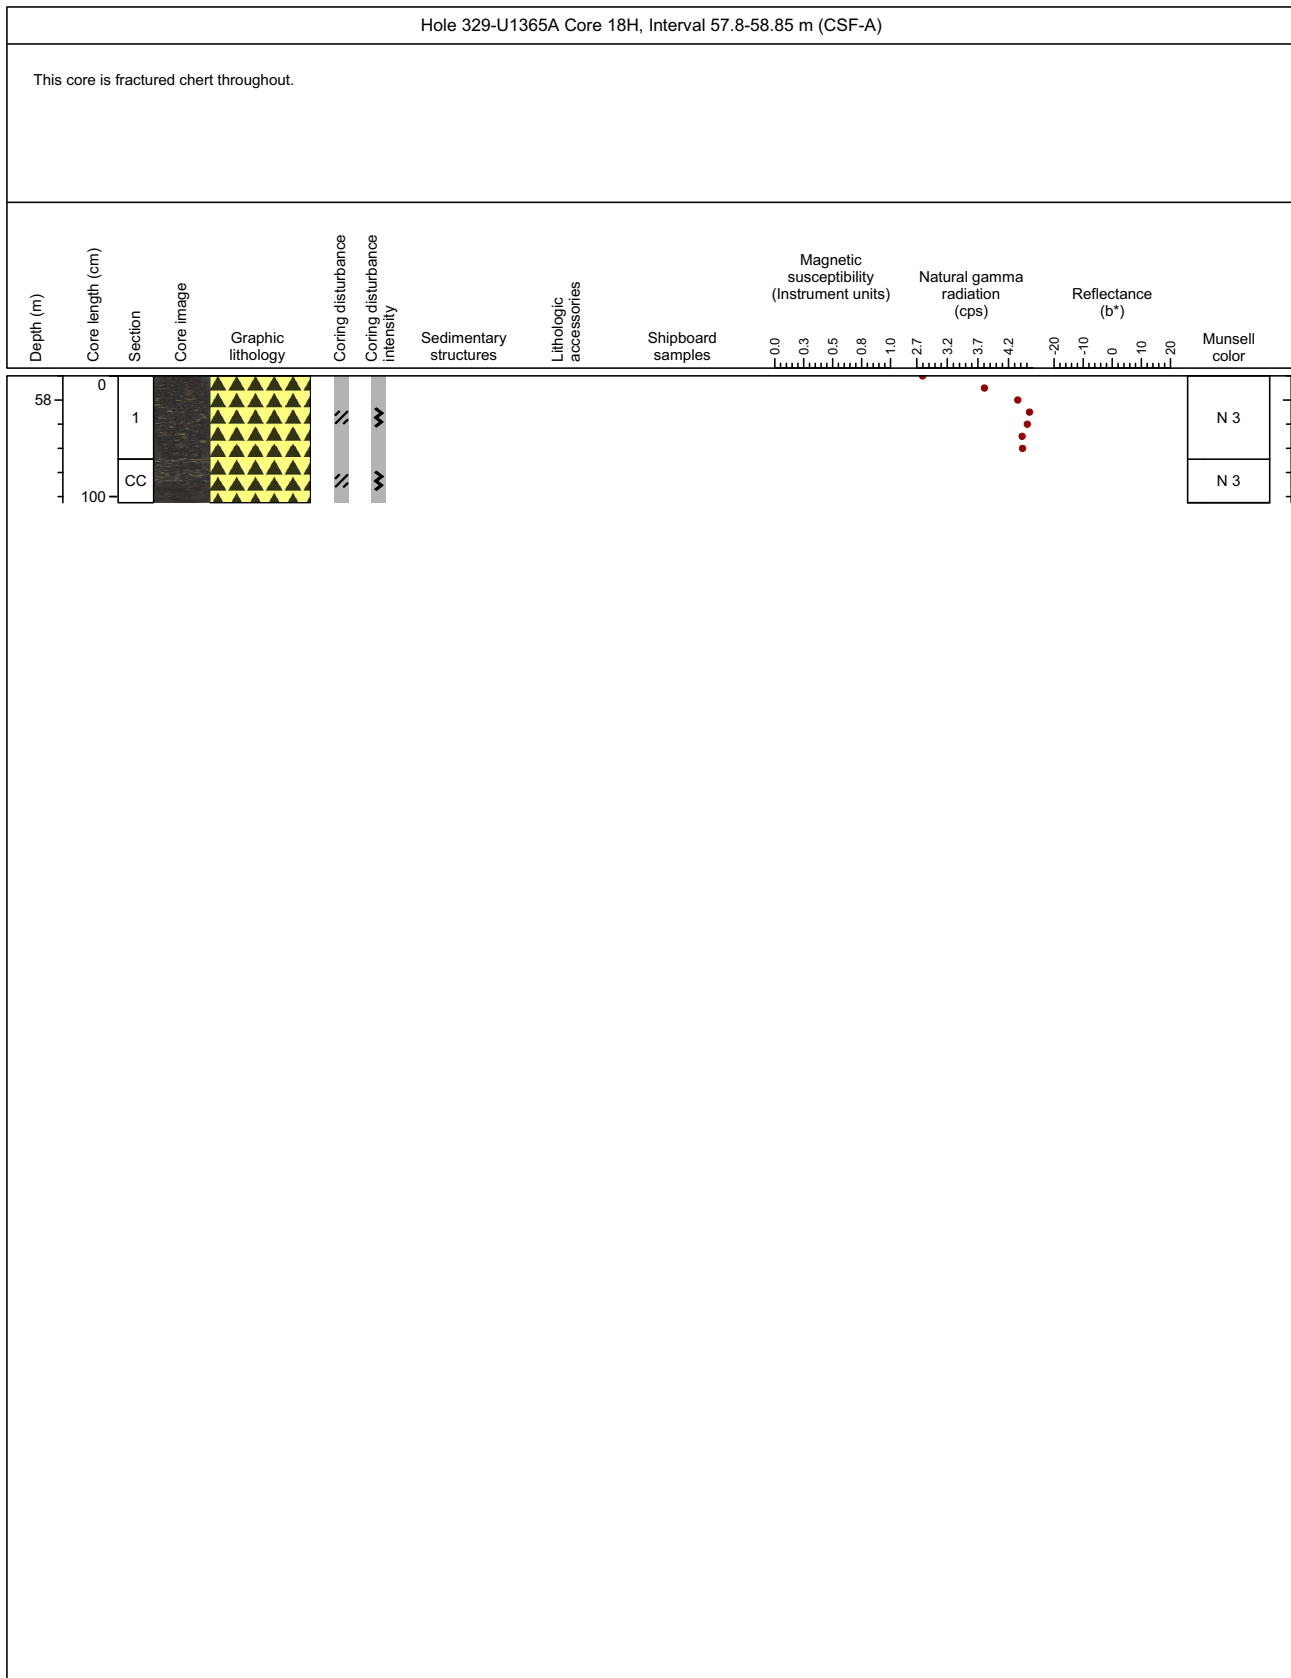 Hole 329-U1365A Core 18H, Interval 57.8-58.85 m (CSF-A)
This core is fractured chert throughout.
Depth (m)
Core length (cm)
Section
Core image
Graphic
lithology
Coring disturbance
Coring disturbance
intensity
Sedimentary
structures
Lithologic
accessories
Shipboard
samples
Magnetic
susceptibility
(Instrument units)
0.0 0.3 0.5 0.8 1.0
Natural gamma
radiation
(cps)
2.7 3.2 3.7 4.2
Reflectance
(b*)
-20 -10 0 10 20
Munsell
color
0
58
1
N 3
CC
N 3
100